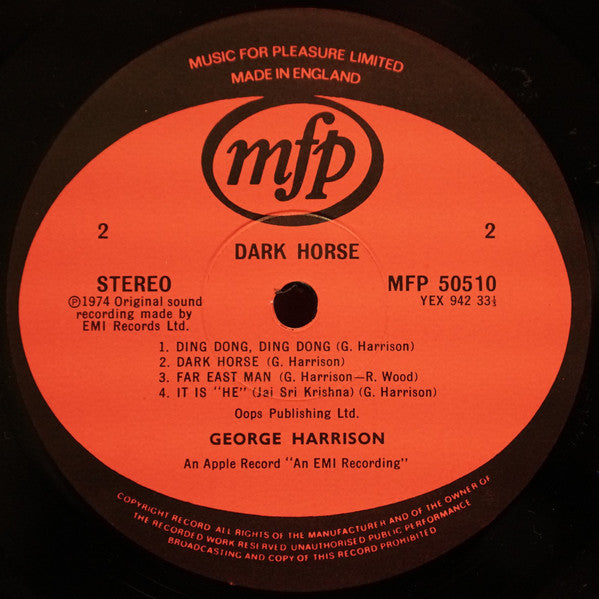 MUSIC FOR PLEASURE LIMITED
MADE IN ENGLAND
mfp
2 2
DARK HORSE
STEREO MFP 50510
Ⓟ1974 Original sound YEX 942 33⅓
recording made by
EMI Records Ltd.
1. DING DONG, DING DONG (G. Harrison)
2. DARK HORSE (G. Harrison)
3. FAR EAST MAN (G. Harrison—R. Wood)
4. IT IS "HE" (Jai Sri Krishna) (G. Harrison)
Oops Publishing Ltd.
GEORGE HARRISON
An Apple Record "An EMI Recording"
COPYRIGHT RECORD ALL RIGHTS OF THE MANUFACTURER AND OF THE OWNER OF
THE RECORDED WORK RESERVED UNAUTHORISED PUBLIC PERFORMANCE
BROADCASTING AND COPY OF THIS RECORD PROHIBITED